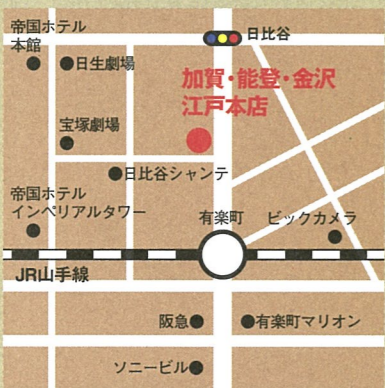 帝国ホテル
本館
日生劇場
日比谷
加賀・能登・金沢
江戸本店
宝塚劇場
日比谷シャンテ
帝国ホテル
インペリアルタワー
有楽町
ビックカメラ
JR山手線
阪急
有楽町マリオン
ソニービル